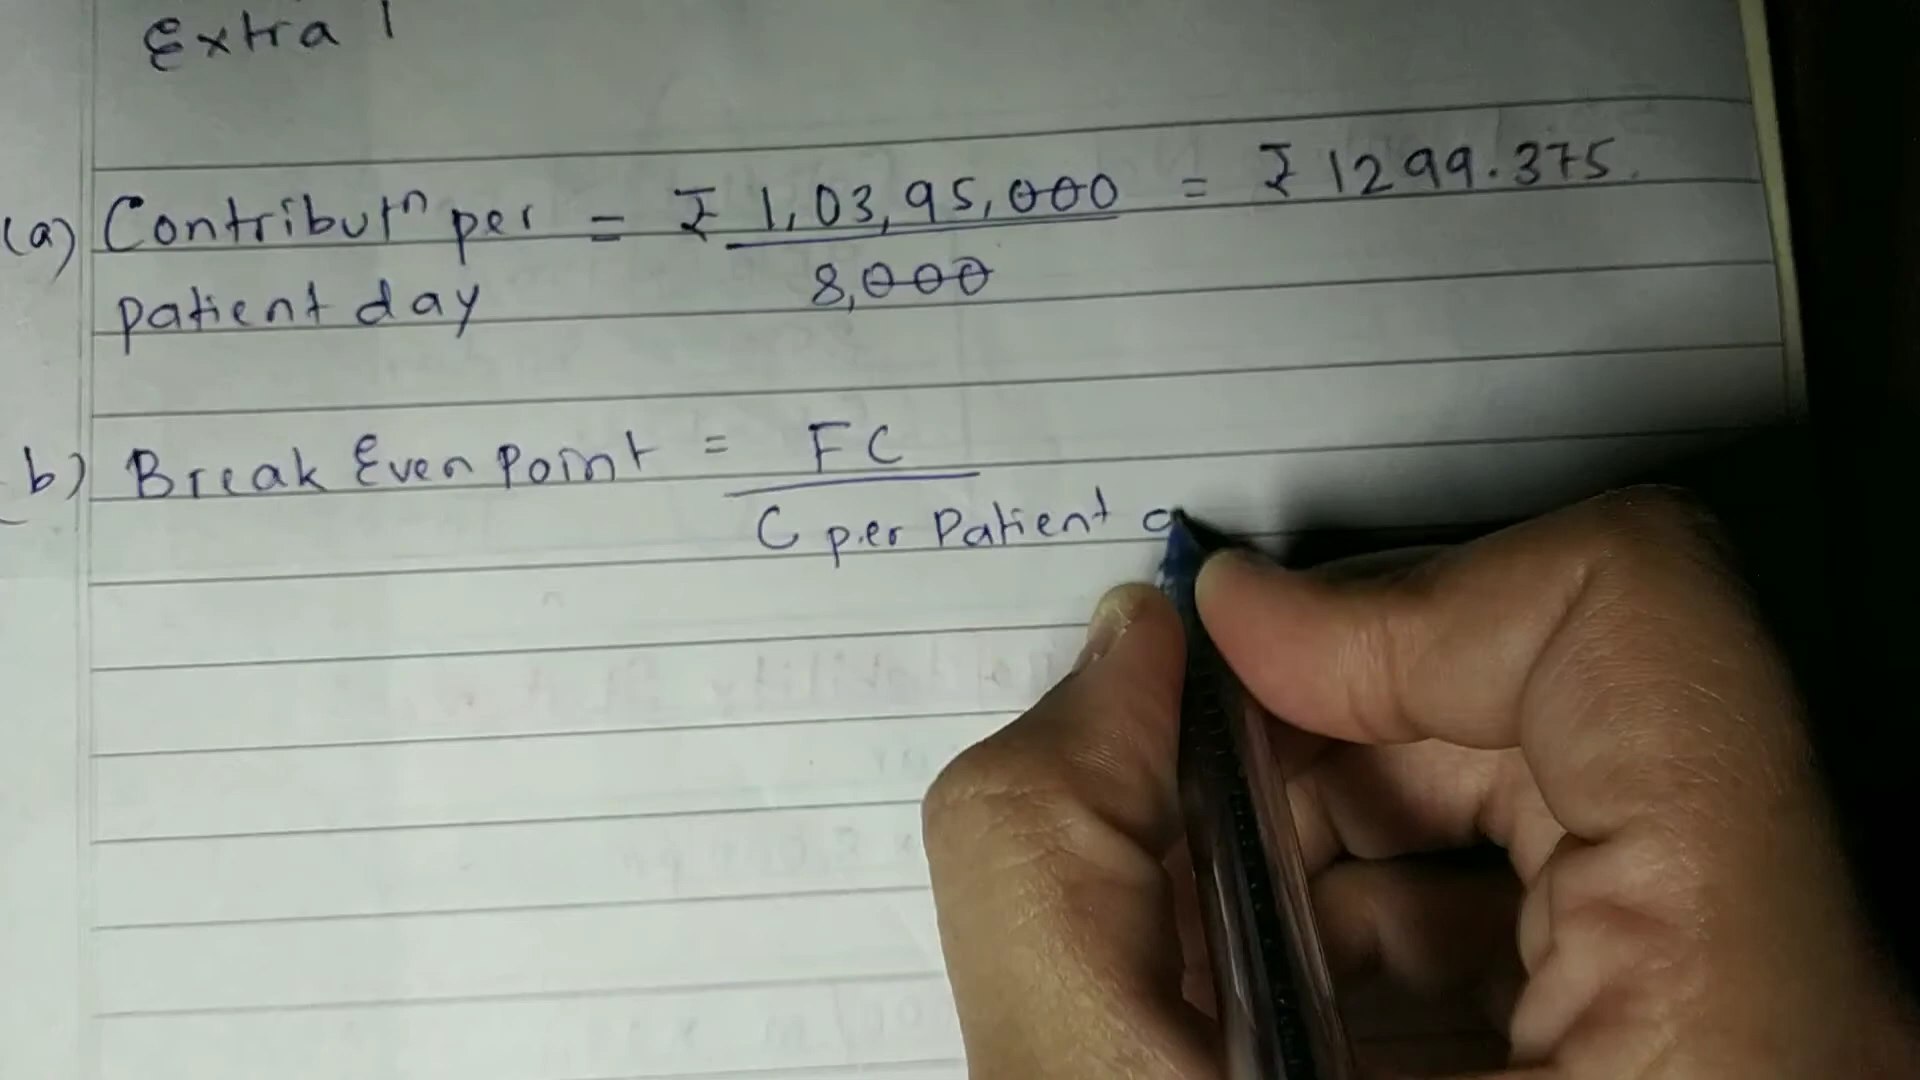 Extra 1
(a) Contributⁿ per = ₹ 1,03,95,000 = ₹ 1299.375.
patient day 8,000
b) Break Even Point = FC
C per Patient